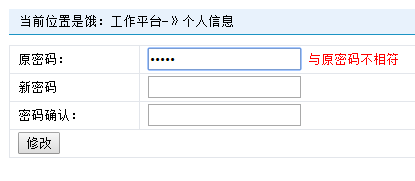 当前位置是饿：工作平台-》个人信息
原密码： ••••• 与原密码不相符
新密码
密码确认：
修改